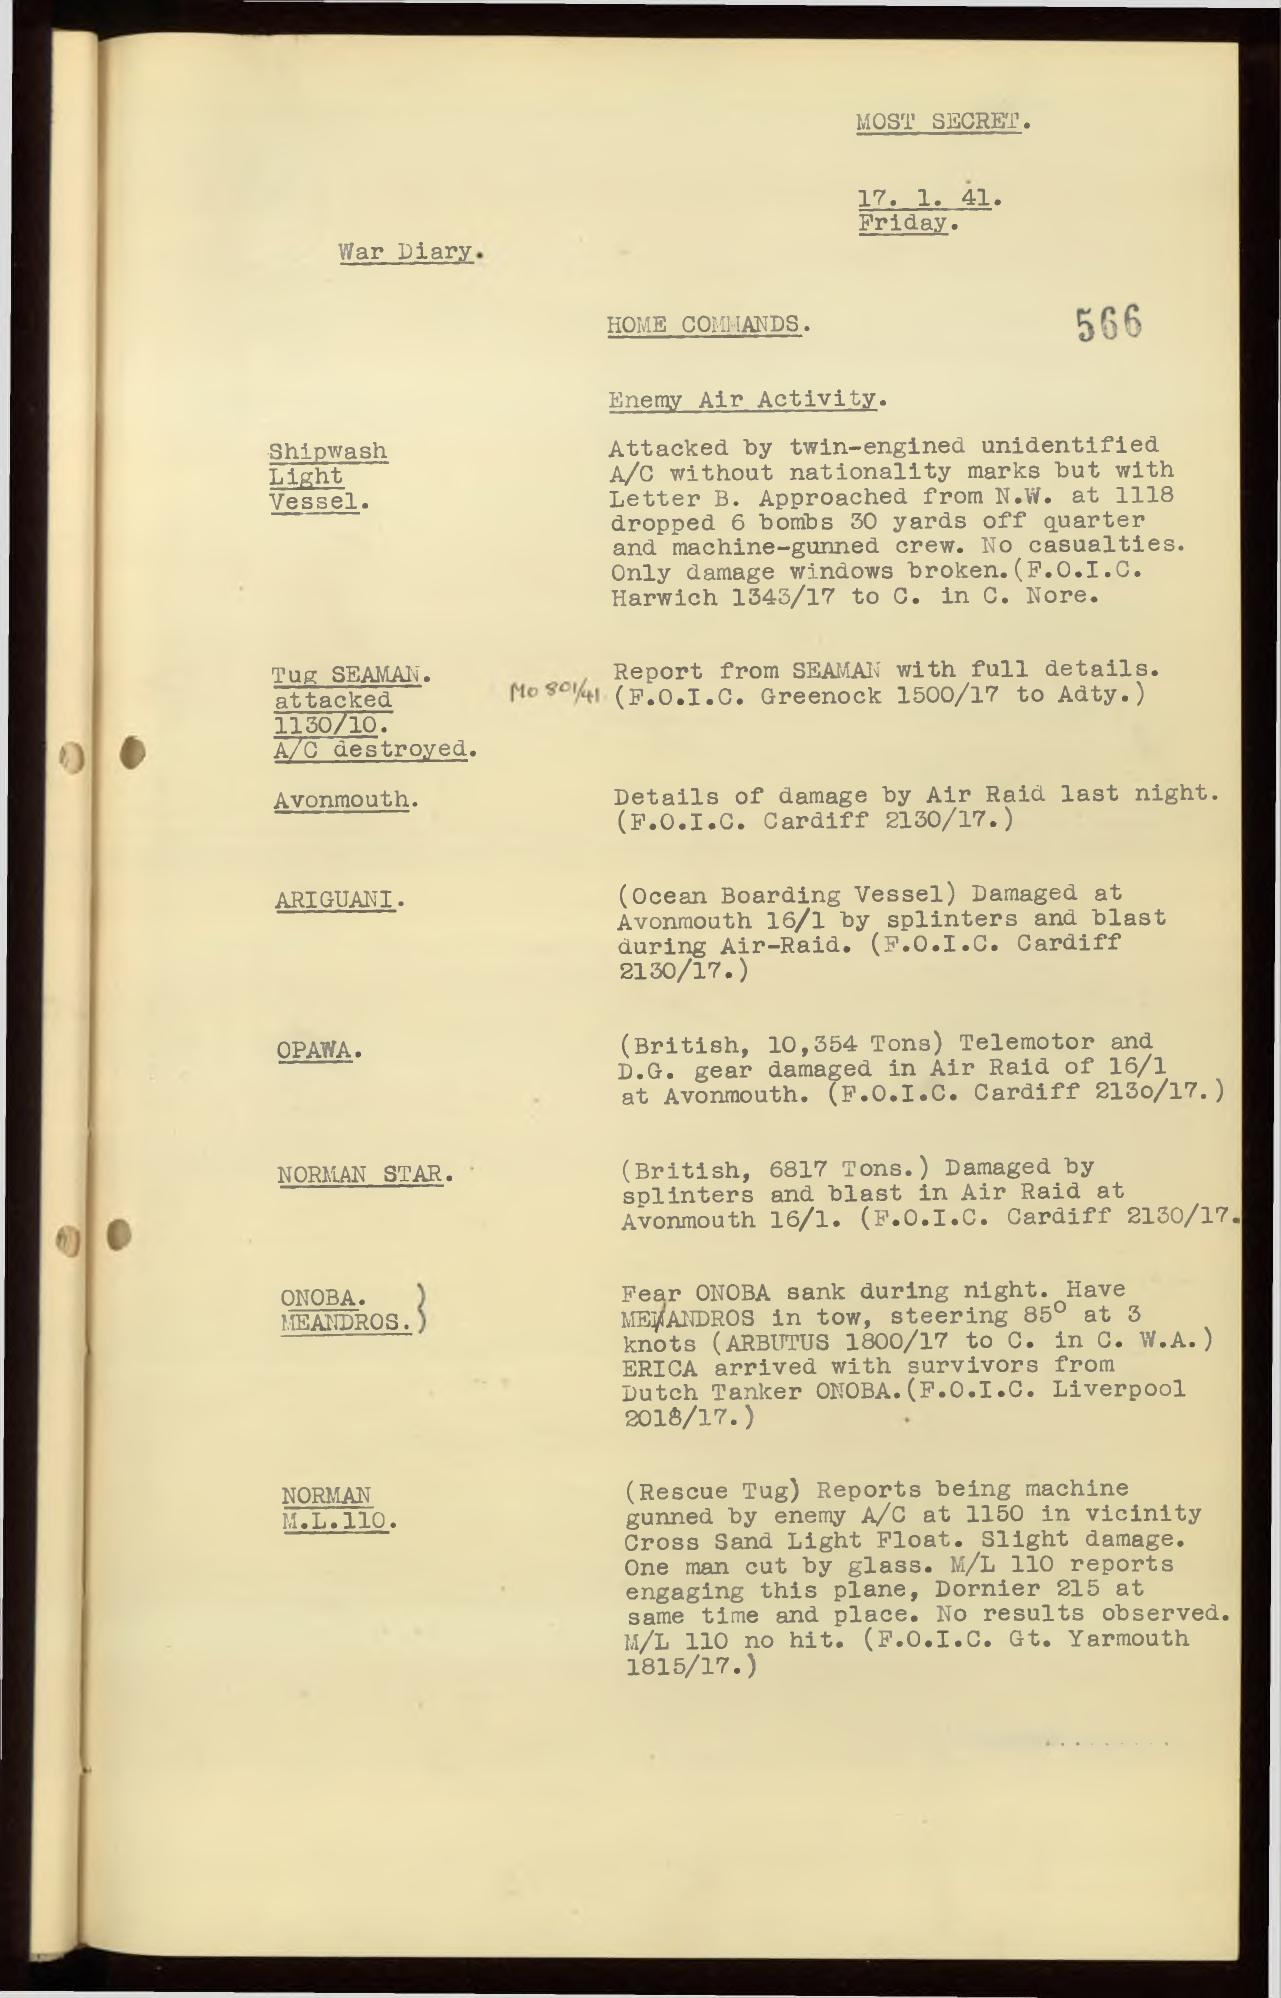 MOST SECRET.
17. 1. 41.
Friday.
War Diary.
HOME COMMANDS.
566
Enemy Air Activity.
Shipwash
Light
Vessel.
Attacked by twin-engined unidentified
A/C without nationality marks but with
Letter B. Approached from N.W. at 1118
dropped 6 bombs 30 yards off quarter
and machine-gunned crew. No casualties.
Only damage windows broken.(F.O.I.C.
Harwich 1343/17 to C. in C. Nore.
Tug SEAMAN.
attacked
1130/10.
A/C destroyed.
M0 801/41
Report from SEAMAN with full details.
(F.O.I.C. Greenock 1500/17 to Adty.)
Avonmouth.
Details of damage by Air Raid last night.
(F.O.I.C. Cardiff 2130/17.)
ARIGUANI.
(Ocean Boarding Vessel) Damaged at
Avonmouth 16/1 by splinters and blast
during Air-Raid. (F.O.I.C. Cardiff
2130/17.)
OPAWA.
(British, 10,354 Tons) Telemotor and
D.G. gear damaged in Air Raid of 16/1
at Avonmouth. (F.O.I.C. Cardiff 213o/17.)
NORMAN STAR.
(British, 6817 Tons.) Damaged by
splinters and blast in Air Raid at
Avonmouth 16/1. (F.O.I.C. Cardiff 2130/17.
ONOBA. )
MEANDROS.)
Fear ONOBA sank during night. Have
MEANDROS in tow, steering 85° at 3
knots (ARBUTUS 1800/17 to C. in C. W.A.)
ERICA arrived with survivors from
Dutch Tanker ONOBA.(F.O.I.C. Liverpool
2018/17.)
NORMAN
M.L.110.
(Rescue Tug) Reports being machine
gunned by enemy A/C at 1150 in vicinity
Cross Sand Light Float. Slight damage.
One man cut by glass. M/L 110 reports
engaging this plane, Dornier 215 at
same time and place. No results observed.
M/L 110 no hit. (F.O.I.C. Gt. Yarmouth
1815/17.)
.........